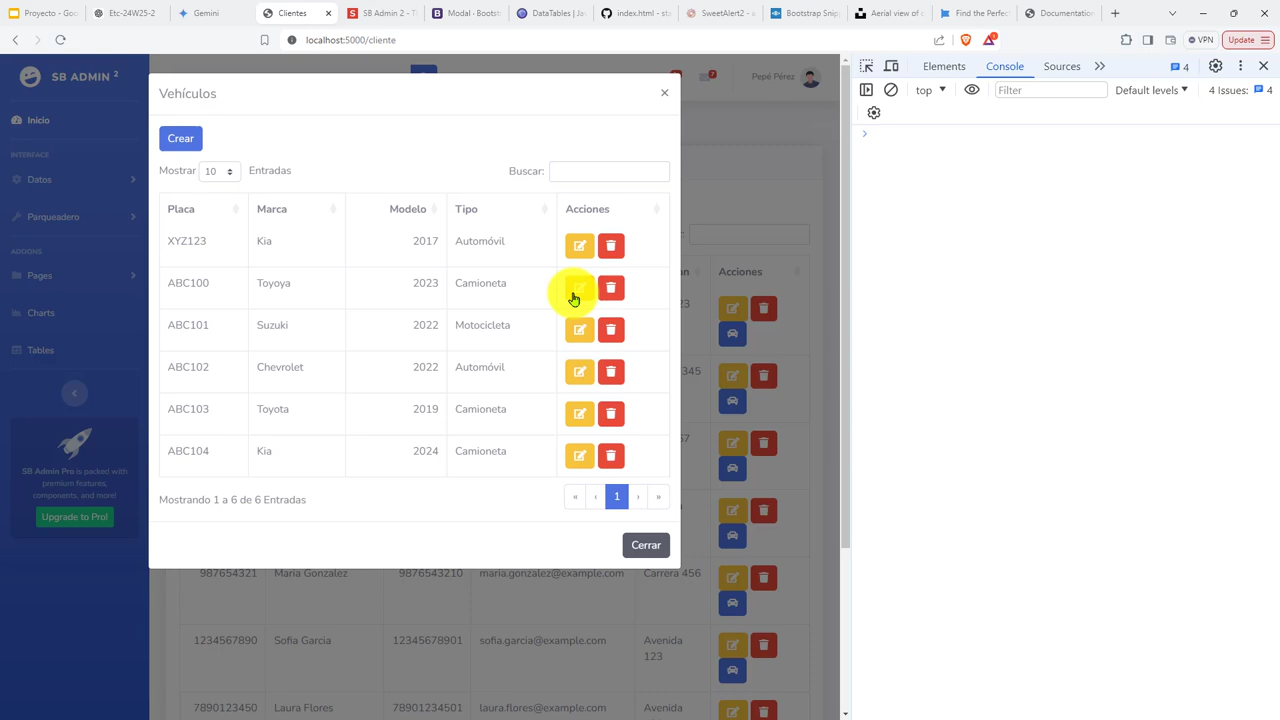 Proyecto - Goo
Etc-24W25-2
Gemini
Clientes
SB Admin 2 - Ti
Modal · Bootst
DataTables | Ja
index.html - sta
SweetAlert2 - a
Bootstrap Snip
Aerial view of c
Find the Perfec
Documentation
localhost:5000/cliente
VPN
Update
SB ADMIN 2
Inicio
INTERFACE
Datos
Parqueadero
ADDONS
Pages
Charts
Tables
SB Admin Pro is packed with
premium features,
components, and more!
Upgrade to Pro!
7
Pepé Pérez
Vehículos
×
Crear
Mostrar 10 Entradas Buscar:
Placa Marca Modelo Tipo Acciones
XYZ123 Kia 2017 Automóvil
ABC100 Toyoya 2023 Camioneta
ABC101 Suzuki 2022 Motocicleta
ABC102 Chevrolet 2022 Automóvil
ABC103 Toyota 2019 Camioneta
ABC104 Kia 2024 Camioneta
Mostrando 1 a 6 de 6 Entradas
« ‹ 1 › »
Cerrar
Acciones
987654321 Maria Gonzalez 9876543210 maria.gonzalez@example.com Carrera 456
1234567890 Sofia Garcia 12345678901 sofia.garcia@example.com Avenida
123
7890123450 Laura Flores 78901234501 laura.flores@example.com Avenida
Elements
Console
Sources
4
top
Filter
Default levels
4 Issues: 4